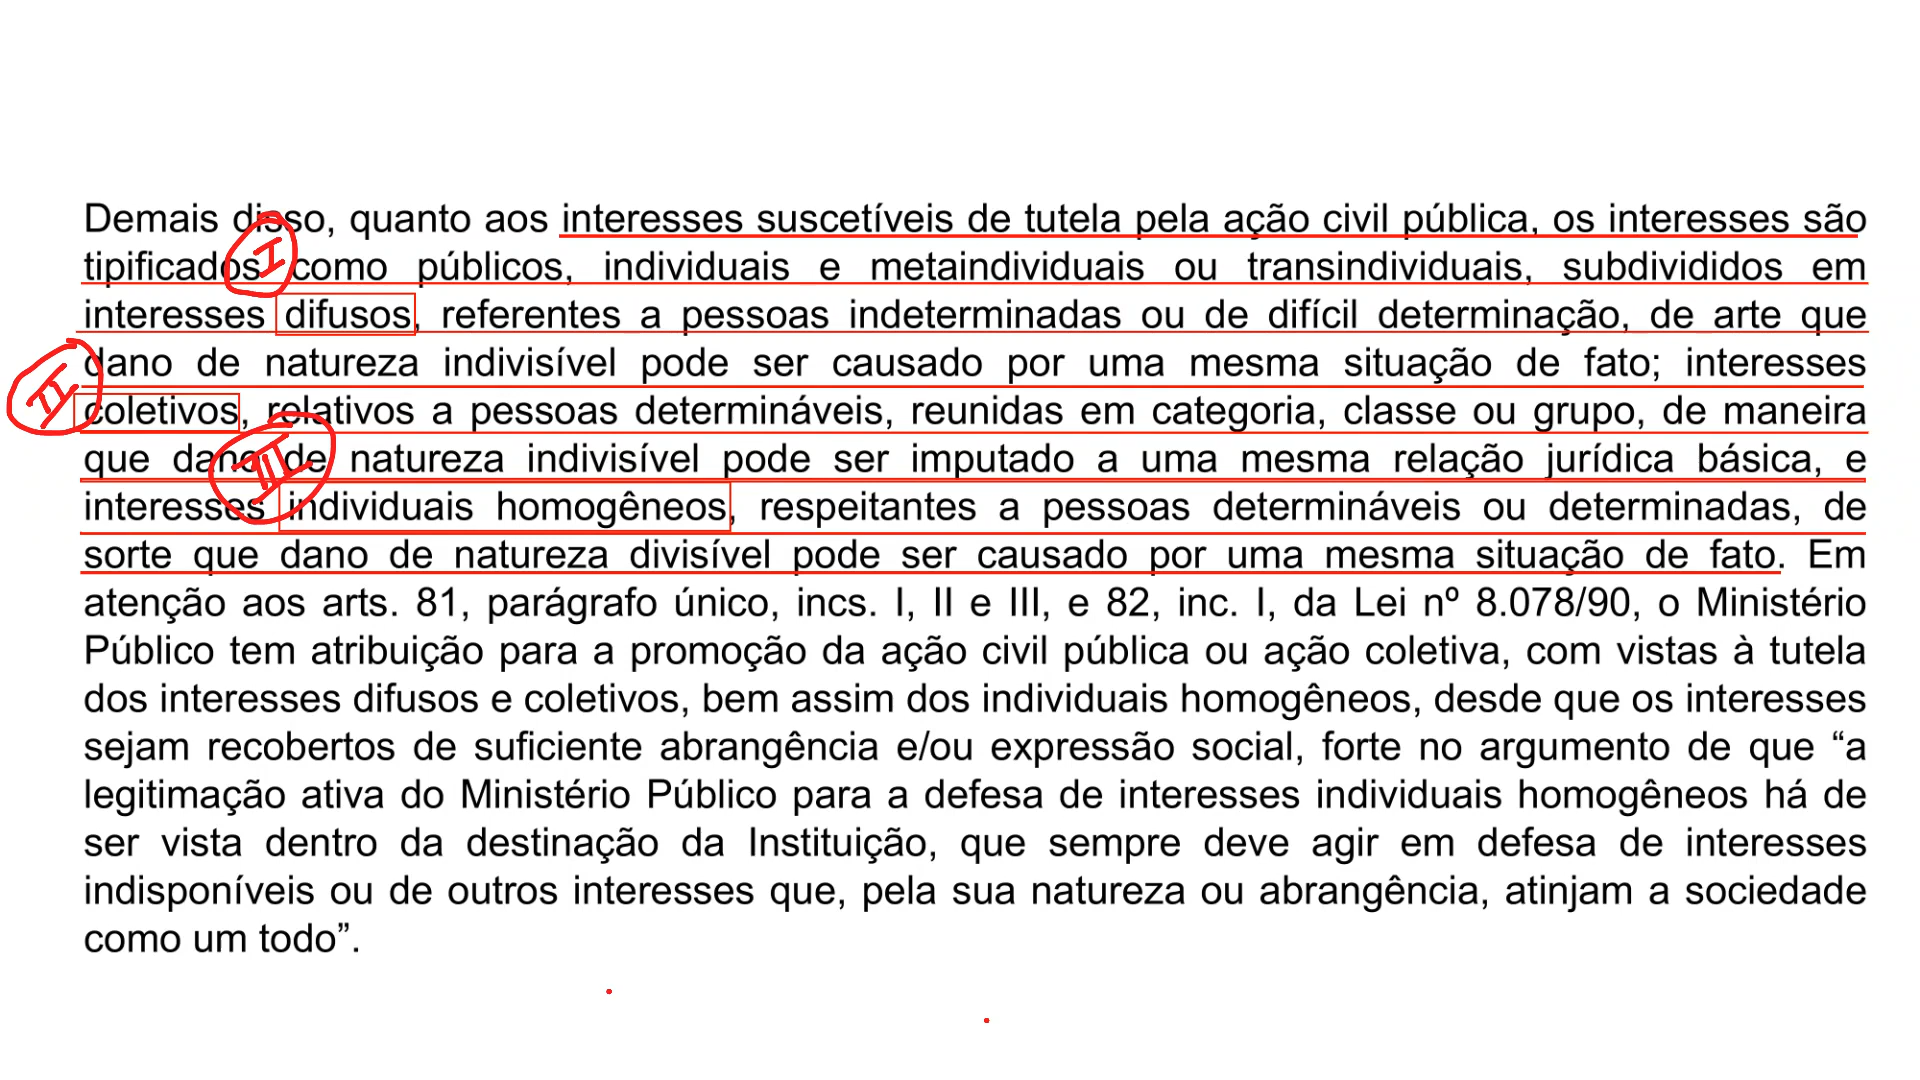 Demais disso, quanto aos interesses suscetíveis de tutela pela ação civil pública, os interesses são
I
tipificados como públicos, individuais e metaindividuais ou transindividuais, subdivididos em
interesses difusos, referentes a pessoas indeterminadas ou de difícil determinação, de arte que
dano de natureza indivisível pode ser causado por uma mesma situação de fato; interesses
II
coletivos, relativos a pessoas determináveis, reunidas em categoria, classe ou grupo, de maneira
que dano de natureza indivisível pode ser imputado a uma mesma relação jurídica básica, e
III
interesses individuais homogêneos, respeitantes a pessoas determináveis ou determinadas, de
sorte que dano de natureza divisível pode ser causado por uma mesma situação de fato. Em
atenção aos arts. 81, parágrafo único, incs. I, II e III, e 82, inc. I, da Lei nº 8.078/90, o Ministério
Público tem atribuição para a promoção da ação civil pública ou ação coletiva, com vistas à tutela
dos interesses difusos e coletivos, bem assim dos individuais homogêneos, desde que os interesses
sejam recobertos de suficiente abrangência e/ou expressão social, forte no argumento de que “a
legitimação ativa do Ministério Público para a defesa de interesses individuais homogêneos há de
ser vista dentro da destinação da Instituição, que sempre deve agir em defesa de interesses
indisponíveis ou de outros interesses que, pela sua natureza ou abrangência, atinjam a sociedade
como um todo”.